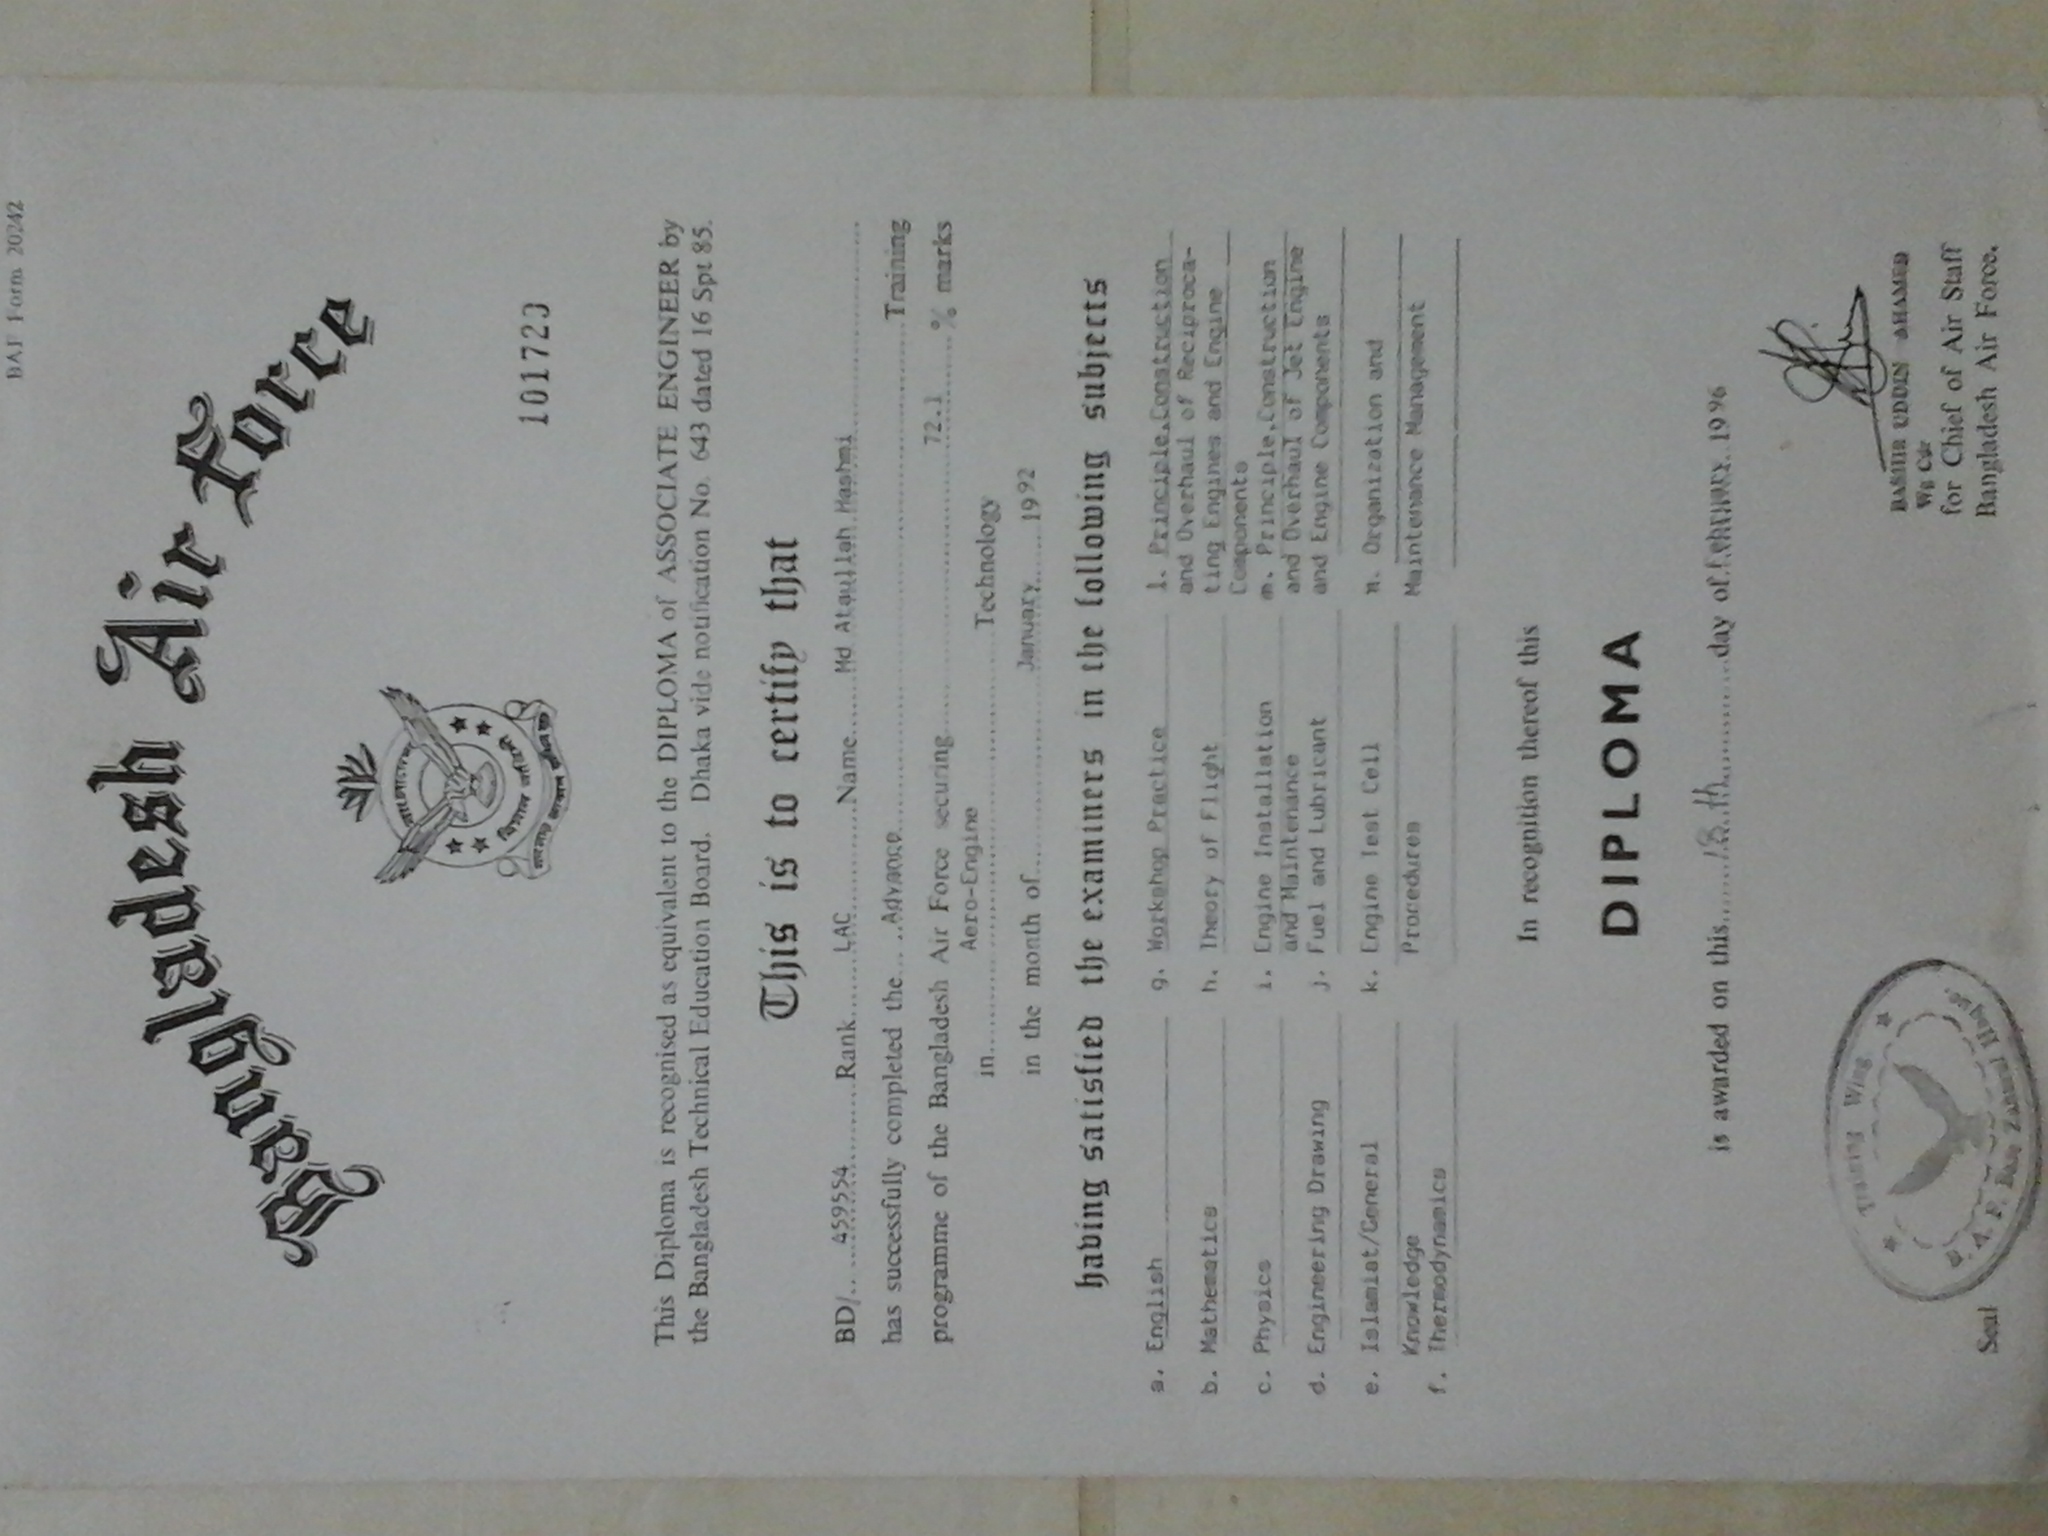 BAF Form 20242
Bangladesh Air Force
বাংলাদেশ
বিমান বাহিনী
বাংলার আকাশ রাখিব মুক্ত
101723
This Diploma is recognised as equivalent to the DIPLOMA of ASSOCIATE ENGINEER by
the Bangladesh Technical Education Board. Dhaka vide notification No. 643 dated 16 Spt 85.
This is to certify that
BD/.....459554.......Rank......LAC..........Name......Md Ataullah Hashmi......
has successfully completed the.....Advance..........Training
programme of the Bangladesh Air Force securing..........72.1......% marks
in..........Aero-Engine..........Technology
in the month of..........January......1992
having satisfied the examiners in the following subjects
a. English
b. Mathematics
c. Physics
d. Engineering Drawing
e. Islamiat/General
Knowledge
f. Thermodynamics
g. Workshop Practice
h. Theory of Flight
i. Engine Installation
and Maintenance
j. Fuel and Lubricant
k. Engine Test Cell
Procedures
l. Principle,Construction
and Overhaul of Reciproca-
ting Engines and Engine
Components
m. Principle,Construction
and Overhaul of Jet Engine
and Engine Components
n. Organization and
Maintenance Management
In recognition thereof this
DIPLOMA
is awarded on this.....18 th..........day of February. 1996
BASHIR UDDIN AHAMED
Wg Cdr
for Chief of Air Staff
Bangladesh Air Force.
Seal
Training Wing
B. A. F. Base Zahurul Haque